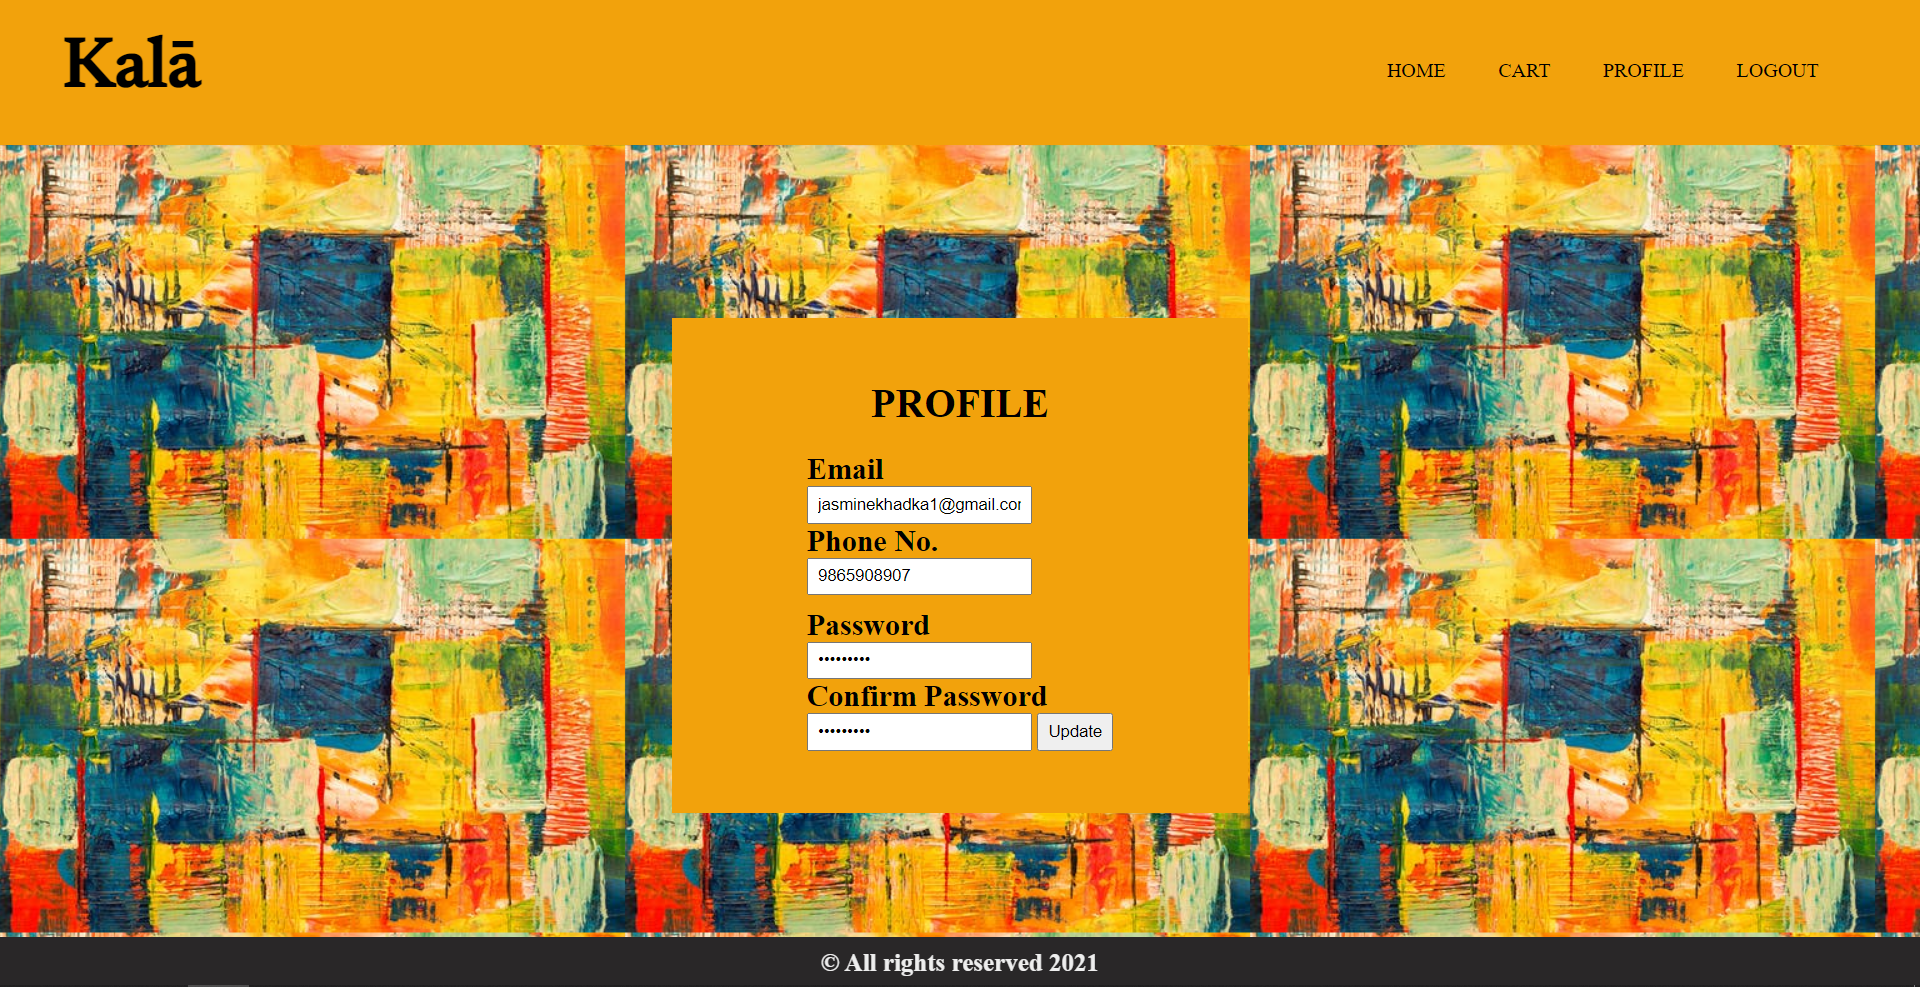 Kalā
HOME CART PROFILE LOGOUT
PROFILE
Email
jasminekhadka1@gmail.cor
Phone No.
9865908907
Password
•••••••••
Confirm Password
••••••••• Update
© All rights reserved 2021